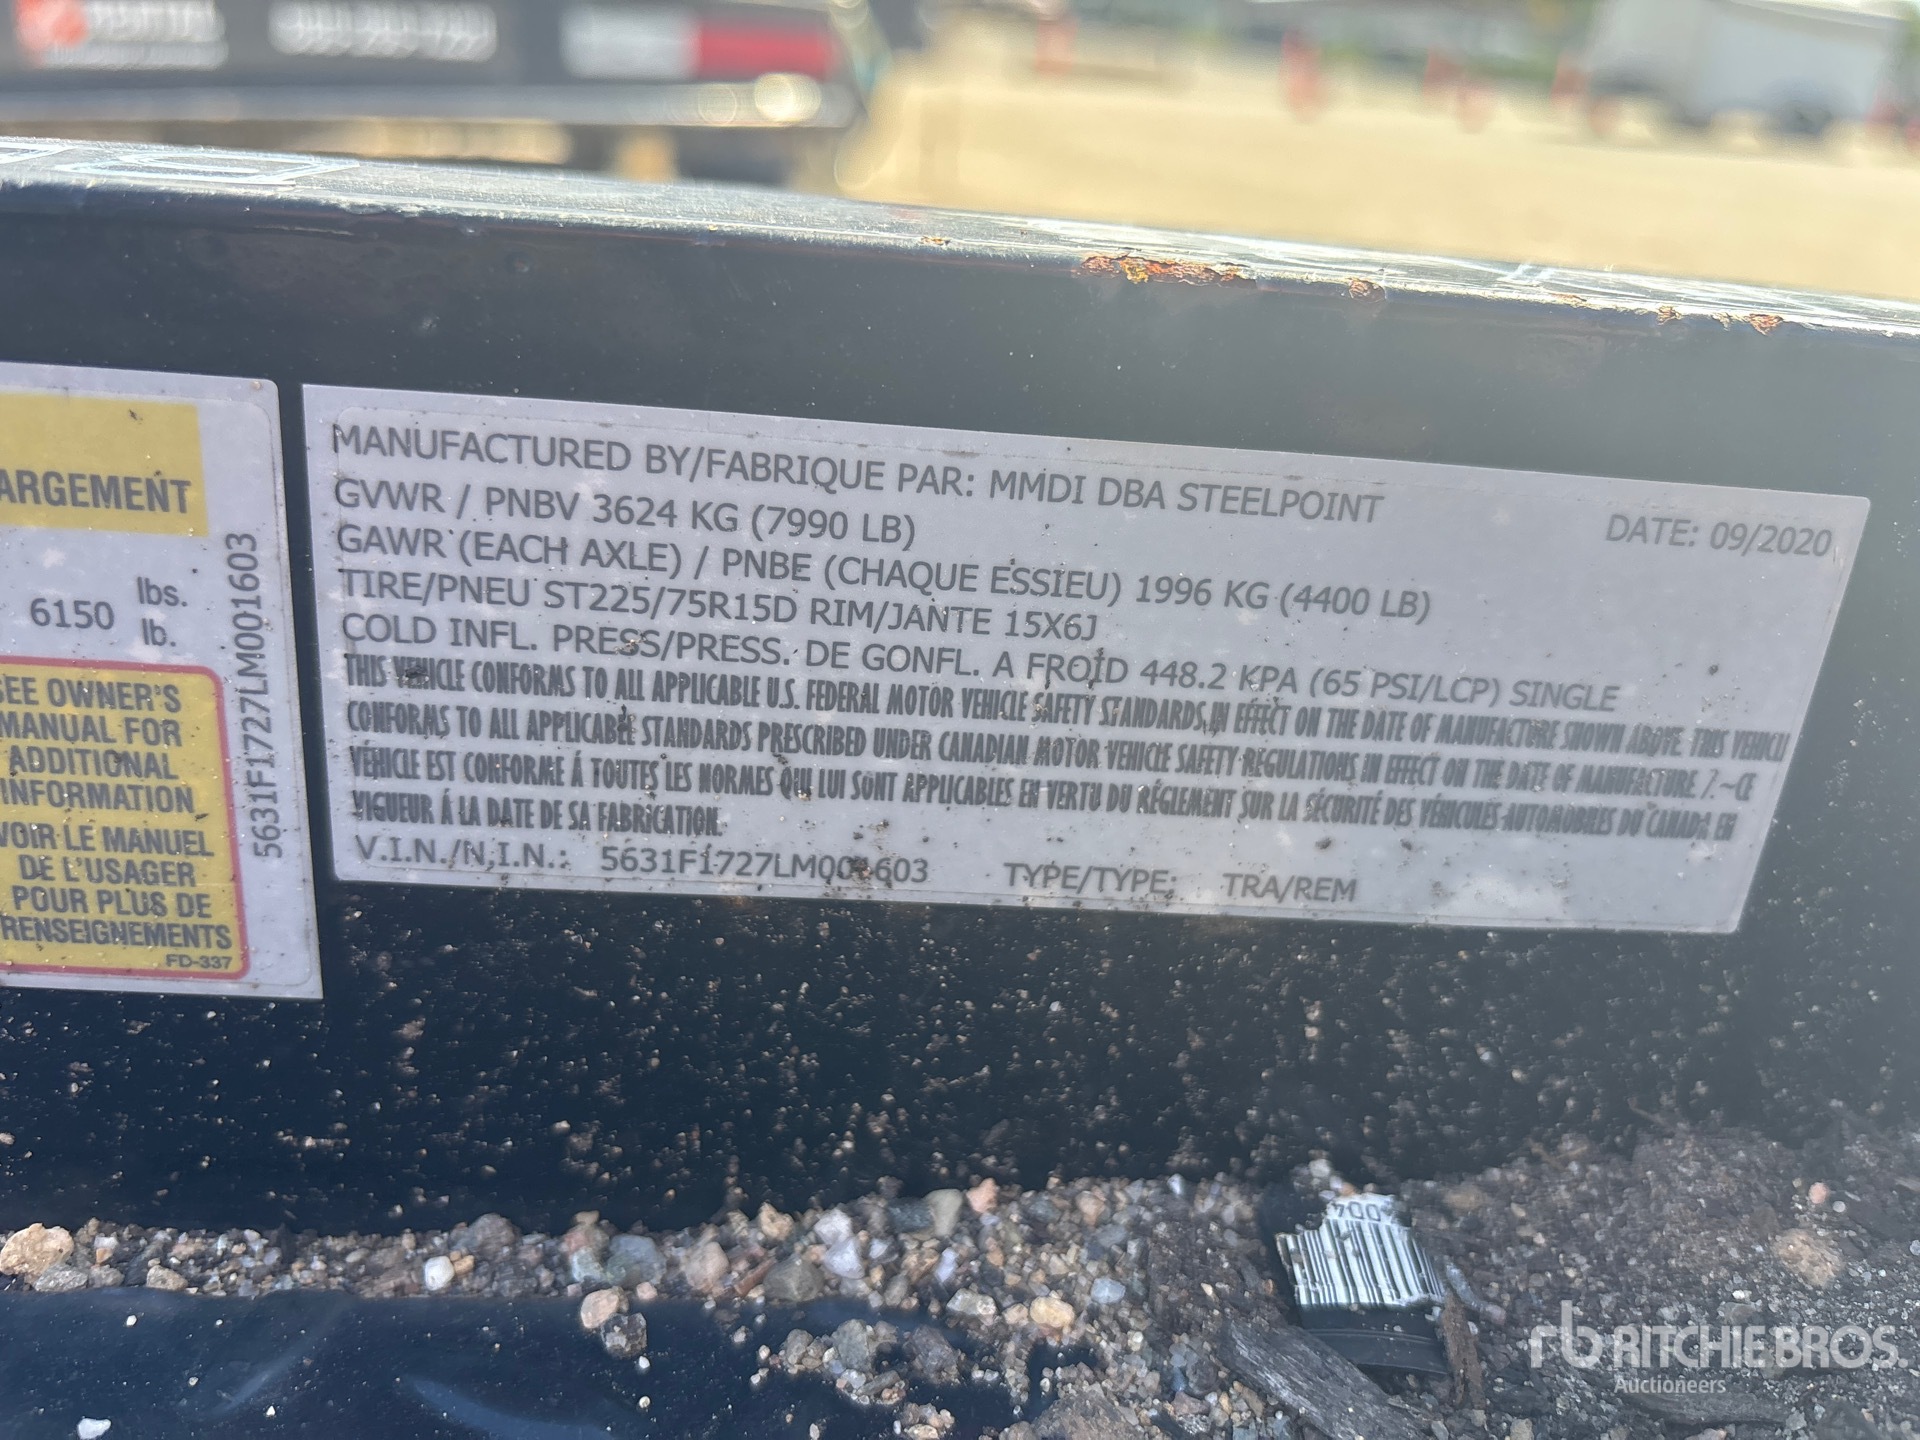 ARGEMENT
6150 lbs.
lb.
SEE OWNER'S
MANUAL FOR
ADDITIONAL
INFORMATION
VOIR LE MANUEL
DE L'USAGER
POUR PLUS DE
RENSEIGNEMENTS
FD-337
5631F1727LM001603
MANUFACTURED BY/FABRIQUE PAR: MMDI DBA STEELPOINT
DATE: 09/2020
GVWR / PNBV 3624 KG (7990 LB)
GAWR (EACH AXLE) / PNBE (CHAQUE ESSIEU) 1996 KG (4400 LB)
TIRE/PNEU ST225/75R15D RIM/JANTE 15X6J
COLD INFL. PRESS/PRESS. DE GONFL. A FROID 448.2 KPA (65 PSI/LCP) SINGLE
THIS VEHICLE CONFORMS TO ALL APPLICABLE U.S. FEDERAL MOTOR VEHICLE SAFETY STANDARDS, IN EFFECT ON THE DATE OF MANUFACTURE SHOWN ABOVE. THIS VEHICLE
CONFORMS TO ALL APPLICABLE STANDARDS PRESCRIBED UNDER CANADIAN MOTOR VEHICLE SAFETY REGULATIONS IN EFFECT ON THE DATE OF MANUFACTURE /.~CE
VÉHICLE EST CORFORME Á TOUTES LES NORMES QUI LUI SONT APPLICABLES EN VERTU DU RÉGLEMENT SUR LA SÉCURITÉ DES VÉHICULES AUTOMOBILES DU CANADA EN
VIGUEUR Á LA DATE DE SA FABRICATION.
V.I.N./N.I.N.: 5631F1727LM001603 TYPE/TYPE: TRA/REM
rb RITCHIE BROS.
Auctioneers